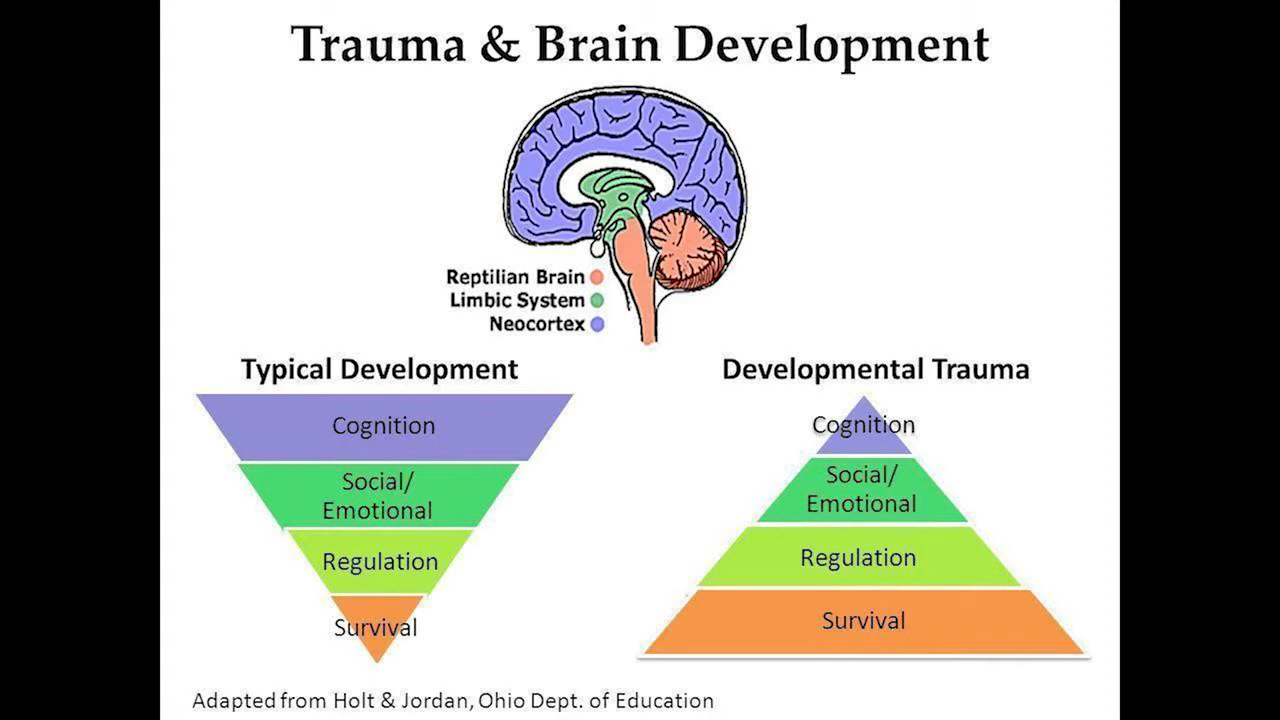 Trauma & Brain Development
Reptilian Brain
Limbic System
Neocortex
Typical Development
Cognition
Social/
Emotional
Regulation
Survival
Developmental Trauma
Cognition
Social/
Emotional
Regulation
Survival
Adapted from Holt & Jordan, Ohio Dept. of Education